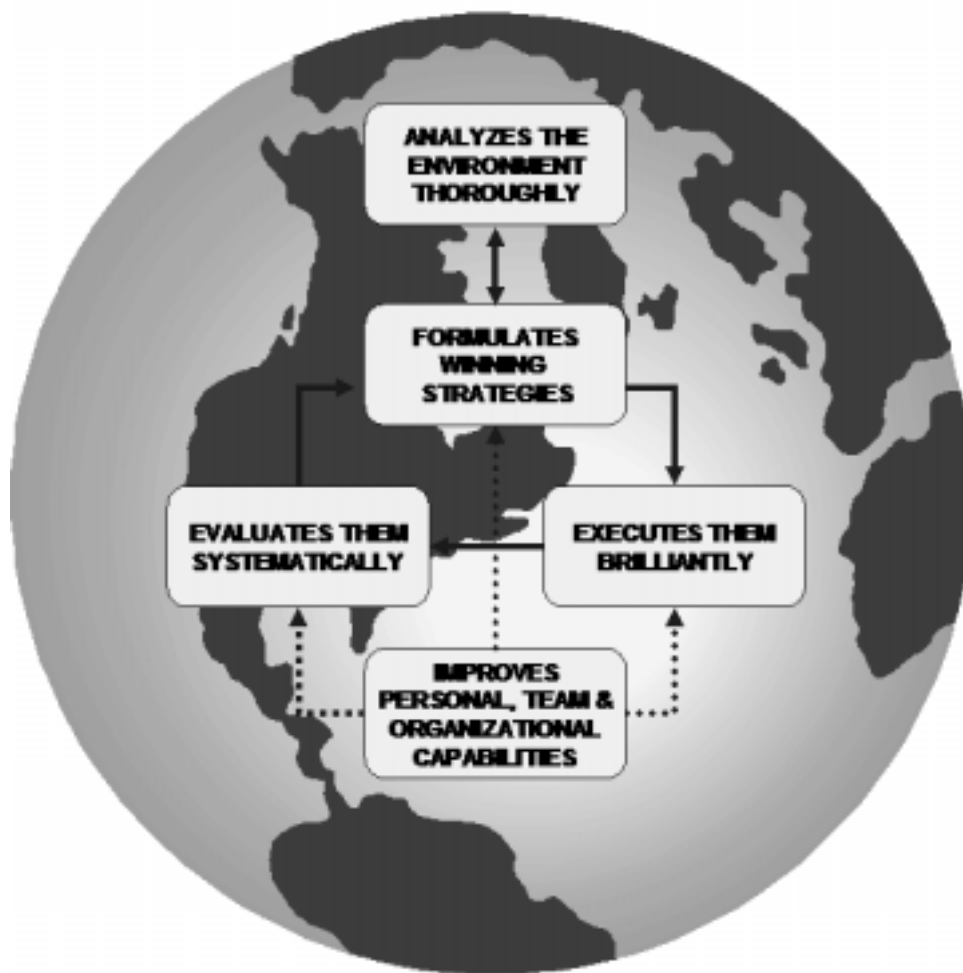 ANALYZES THE
ENVIRONMENT
THOROUGHLY
FORMULATES
WINNING
STRATEGIES
EVALUATES THEM
SYSTEMATICALLY
EXECUTES THEM
BRILLIANTLY
IMPROVES
PERSONAL, TEAM &
ORGANIZATIONAL
CAPABILITIES